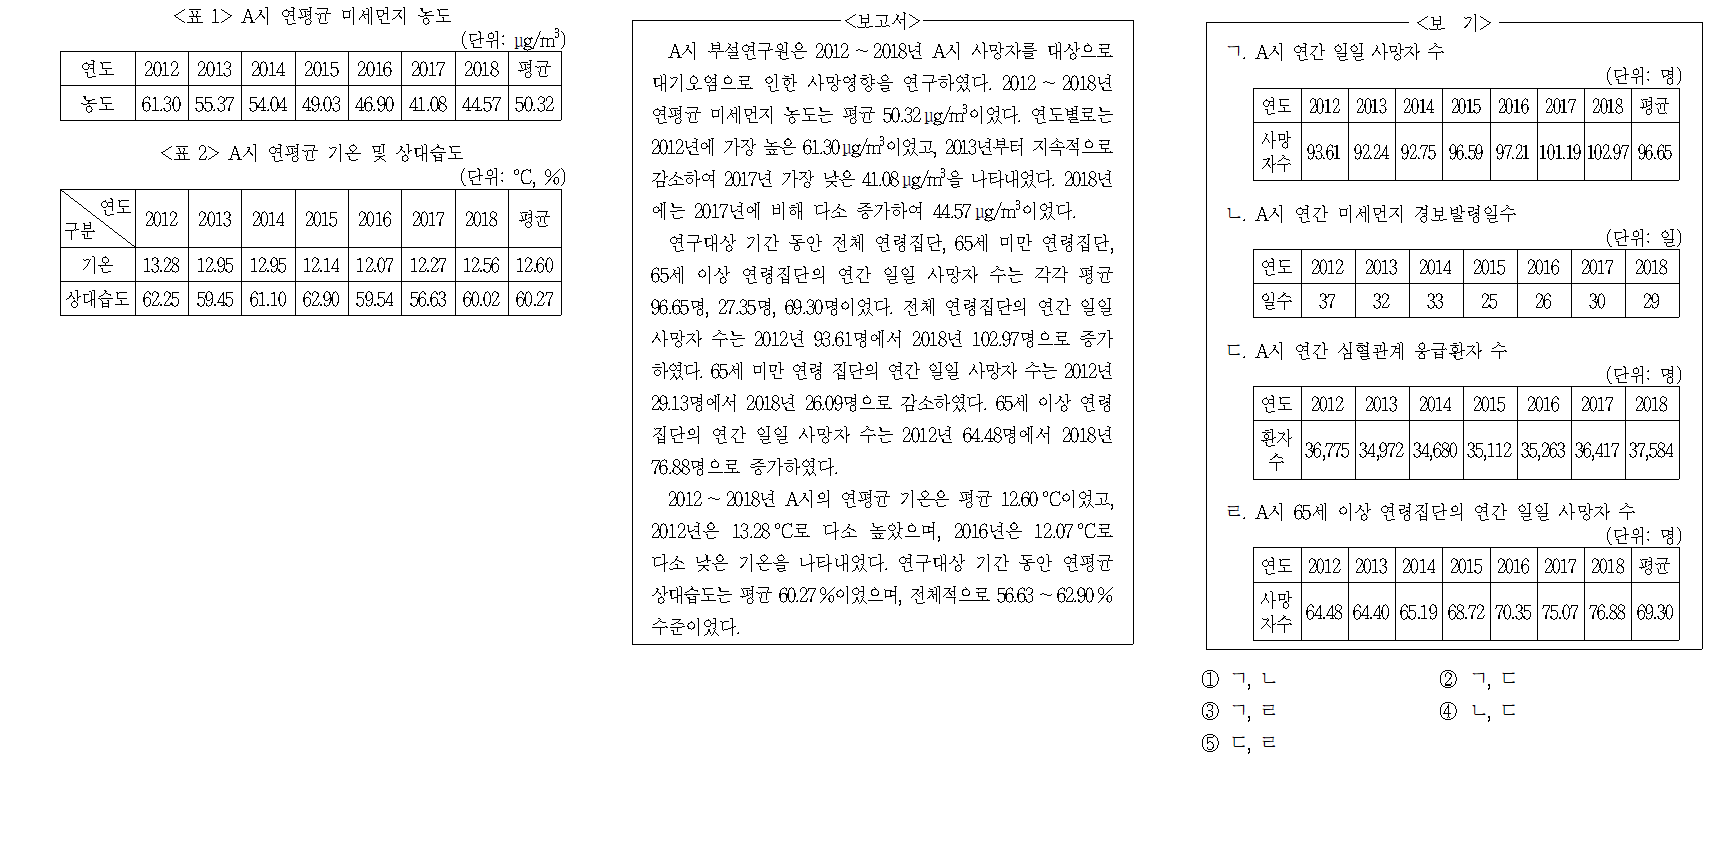 <표 1> A시 연평균 미세먼지 농도
(단위: μg/m³)
연도 2012 2013 2014 2015 2016 2017 2018 평균
농도 61.30 55.37 54.04 49.03 46.90 41.08 44.57 50.32
<표 2> A시 연평균 기온 및 상대습도
(단위: ℃, %)
연도
구분 2012 2013 2014 2015 2016 2017 2018 평균
기온 13.28 12.95 12.95 12.14 12.07 12.27 12.56 12.60
상대습도 62.25 59.45 61.10 62.90 59.54 56.63 60.02 60.27
<보고서>
A시 부설연구원은 2012 ~ 2018년 A시 사망자를 대상으로
대기오염으로 인한 사망영향을 연구하였다. 2012 ~ 2018년
연평균 미세먼지 농도는 평균 50.32 μg/m³이었다. 연도별로는
2012년에 가장 높은 61.30 μg/m³이었고, 2013년부터 지속적으로
감소하여 2017년 가장 낮은 41.08 μg/m³을 나타내었다. 2018년
에는 2017년에 비해 다소 증가하여 44.57 μg/m³이었다.
연구대상 기간 동안 전체 연령집단, 65세 미만 연령집단,
65세 이상 연령집단의 연간 일일 사망자 수는 각각 평균
96.65명, 27.35명, 69.30명이었다. 전체 연령집단의 연간 일일
사망자 수는 2012년 93.61명에서 2018년 102.97명으로 증가
하였다. 65세 미만 연령 집단의 연간 일일 사망자 수는 2012년
29.13명에서 2018년 26.09명으로 감소하였다. 65세 이상 연령
집단의 연간 일일 사망자 수는 2012년 64.48명에서 2018년
76.88명으로 증가하였다.
2012 ~ 2018년 A시의 연평균 기온은 평균 12.60 ℃이었고,
2012년은 13.28 ℃로 다소 높았으며, 2016년은 12.07 ℃로
다소 낮은 기온을 나타내었다. 연구대상 기간 동안 연평균
상대습도는 평균 60.27 %이었으며, 전체적으로 56.63 ~ 62.90 %
수준이었다.
<보 기>
ㄱ. A시 연간 일일 사망자 수
(단위: 명)
연도 2012 2013 2014 2015 2016 2017 2018 평균
사망
자수 93.61 92.24 92.75 96.59 97.21 101.19 102.97 96.65
ㄴ. A시 연간 미세먼지 경보발령일수
(단위: 일)
연도 2012 2013 2014 2015 2016 2017 2018
일수 37 32 33 25 26 30 29
ㄷ. A시 연간 심혈관계 응급환자 수
(단위: 명)
연도 2012 2013 2014 2015 2016 2017 2018
환자
수 36,775 34,972 34,680 35,112 35,263 36,417 37,584
ㄹ. A시 65세 이상 연령집단의 연간 일일 사망자 수
(단위: 명)
연도 2012 2013 2014 2015 2016 2017 2018 평균
사망
자수 64.48 64.40 65.19 68.72 70.35 75.07 76.88 69.30
① ㄱ, ㄴ ② ㄱ, ㄷ
③ ㄱ, ㄹ ④ ㄴ, ㄷ
⑤ ㄷ, ㄹ